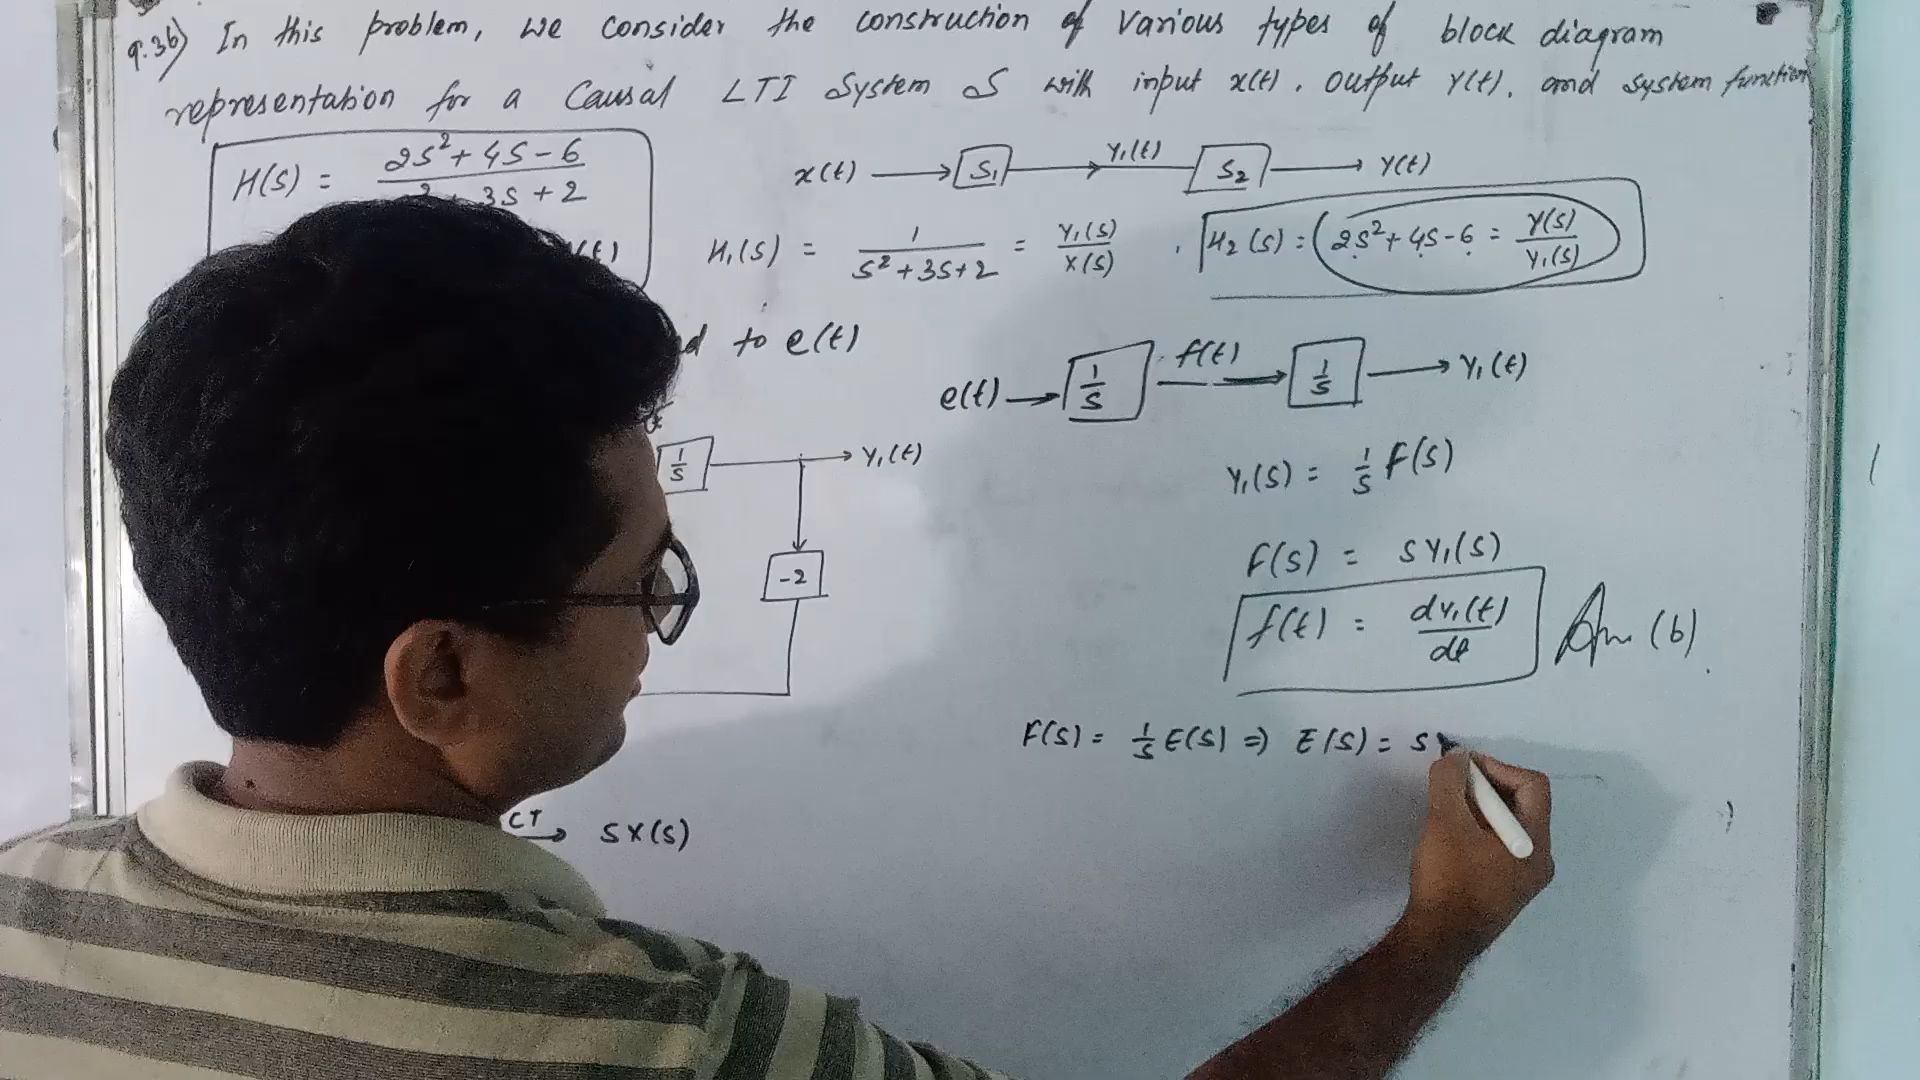 9.36) In this problem, we consider the construction of various types of block diagram
representation for a causal LTI system S with input x(t), output y(t), and system function
H(s) = 2s²+4s-6
3s+2
x(t) → S₁ → y₁(t) S₂ → y(t)
H₁(s) = 1/(s²+3s+2) = Y₁(s)/X(s) , H₂(s) = 2s²+4s-6 = Y(s)/Y₁(s)
to e(t)
e(t) → 1/s f(t) → 1/s → y₁(t)
1/s → y₁(t)
Y₁(s) = 1/s F(s)
F(s) = sY₁(s)
-2
f(t) = dy₁(t)/dt Ans (b).
F(s) = 1/s E(s) ⇒ E(s) = s
→ sX(s)